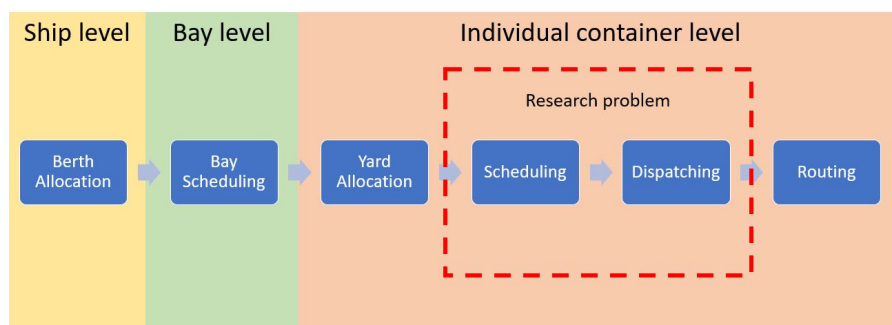 Ship level
Bay level
Individual container level
Research problem
Berth
Allocation
Bay
Scheduling
Yard
Allocation
Scheduling
Dispatching
Routing